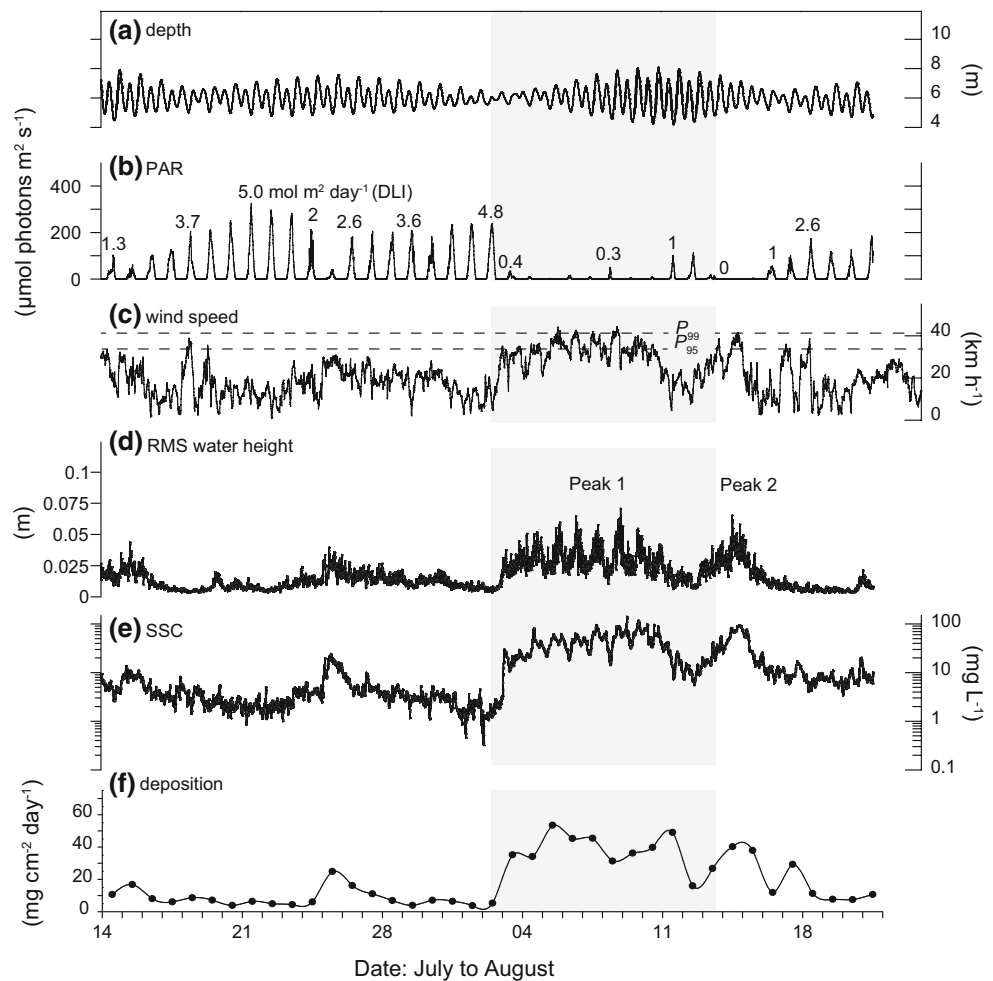 (a) depth
10
8
6
4
(m)
(µmol photons m² s⁻¹)
(b) PAR
400
200
0
1.3
3.7
5.0 mol m² day⁻¹ (DLI)
2
2.6
3.6
4.8
0.4
0.3
1
0
1
2.6
(c) wind speed
P99
P95
40
20
0
(km h⁻¹)
(d) RMS water height
0.1
0.075
0.05
0.025
0
(m)
Peak 1
Peak 2
(e) SSC
100
10
1
0.1
(mg L⁻¹)
(f) deposition
60
40
20
0
(mg cm⁻² day⁻¹)
14 21 28 04 11 18
Date: July to August